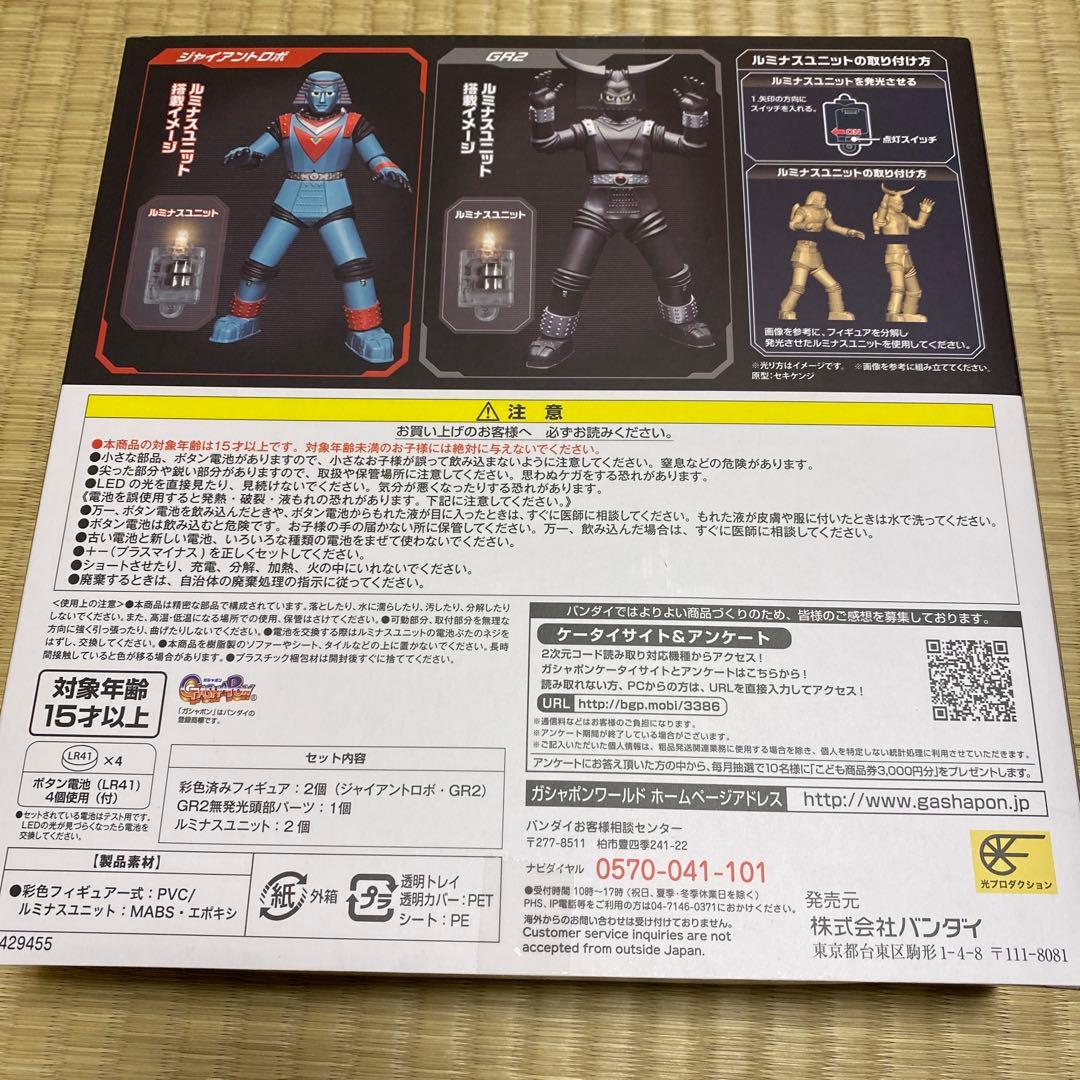 ジャイアントロボ
ルミナスユニット
搭載イメージ
ルミナスユニット
GR2
ルミナスユニット
搭載イメージ
ルミナスユニット
ルミナスユニットの取り付け方
ルミナスユニットを発光させる
1.矢印の方向に
スイッチを入れる。
ON
点灯スイッチ
ルミナスユニットの取り付け方
画像を参考に、フィギュアを分解し
発光させたルミナスユニットを使用してください。
※光り方はイメージです。 ※画像を参考に組み立ててください。
原型:セキケンジ
注意
お買い上げのお客様へ 必ずお読みください。
●本商品の対象年齢は15才以上です。対象年齢未満のお子様には絶対に与えないでください。
●小さな部品、ボタン電池がありますので、小さなお子様が誤って飲み込まないように注意してください。窒息などの危険があります。
●尖った部分や鋭い部分がありますので、取扱や保管場所に注意してください。思わぬケガをする恐れがあります。
●LEDの光を直接見たり、見続けないでください。気分が悪くなったりする恐れがあります。
《電池を誤使用すると発熱・破裂・液もれの恐れがあります。下記に注意してください。》
●万一、ボタン電池を飲み込んだときや、ボタン電池からもれた液が目に入ったときは、すぐに医師に相談してください。もれた液が皮膚や服に付いたときは水で洗ってください。
●ボタン電池は飲み込むと危険です。お子様の手の届かない所に保管してください。万一、飲み込んだ場合は、すぐに医師に相談してください。
●古い電池と新しい電池、いろいろな種類の電池をまぜて使わないでください。
●+-(プラスマイナス)を正しくセットしてください。
●ショートさせたり、充電、分解、加熱、火の中にいれないでください。
●廃棄するときは、自治体の廃棄処理の指示に従ってください。
<使用上の注意>●本商品は精密な部品で構成されています。落としたり、水に濡らしたり、汚したり、分解したり
しないでください。また、高温・低温になる場所での使用、保管はさけてください。●可動部分、取付部分を無理な
方向に強く引っ張ったり、曲げたりしないでください。●電池を交換する際はルミナスユニットの電池ぶたのネジを
はずし、交換してください。●本商品を樹脂製のソファーやシート、タイルなどの上に置かないでください。長時
間接触していると色が移る場合があります。●プラスチック梱包材は開封後すぐに捨ててください。
対象年齢
15才以上
ガシャポン
GASHAPON®
「ガシャポン」はバンダイの
登録商標です。
LR41 ×4
ボタン電池(LR41)
4個使用(付)
●セットされている電池はテスト用です。
LEDの光が見づらくなったら電池を
交換してください。
セット内容
彩色済みフィギュア:2個(ジャイアントロボ・GR2)
GR2無発光頭部パーツ:1個
ルミナスユニット:2個
【製品素材】
●彩色フィギュア一式:PVC/
ルミナスユニット:MABS・エポキシ
紙 外箱
プラ
透明トレイ
透明カバー:PET
シート:PE
429455
バンダイではよりよい商品づくりのため、皆様のご感想を募集しております。
ケータイサイト&アンケート
2次元コード読み取り対応機種からアクセス!
ガシャポンケータイサイトとアンケートはこちらから!
読み取れない方、PCからの方は、URLを直接入力してアクセス!
URL http://bgp.mobi/3386
※通信料などはお客様のご負担になります。
※アンケート期間が終了している場合がございます。
※ご記入いただいた個人情報は、粗品発送関連業務に使用する場合を除き、個人を特定しない統計処理に利用させていただきます。
アンケートにお答え頂いた方の中から、毎月抽選で10名様に「こども商品券3,000円分」をプレゼントします。
ガシャポンワールド ホームページアドレス http://www.gashapon.jp
バンダイお客様相談センター
〒277-8511 柏市豊四季241-22
ナビダイヤル 0570-041-101
●受付時間 10時～17時(祝日、夏季・冬季休業日を除く)
PHS、IP電話等をご利用の方は04-7146-0371におかけください。
海外からのお問い合わせは受け付けておりません。
Customer service inquiries are not
accepted from outside Japan.
光プロダクション
発売元
株式会社バンダイ
東京都台東区駒形1-4-8 〒111-8081